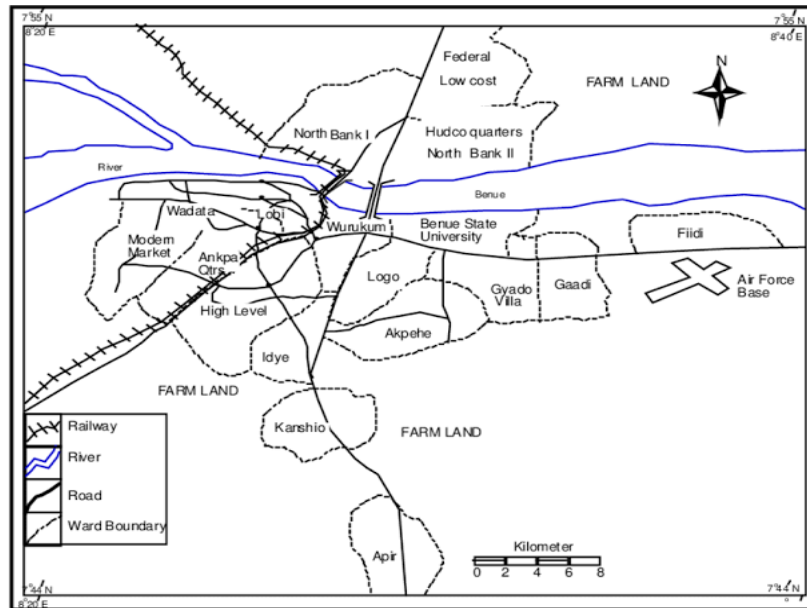 7°55 N
8°20 E
7°55 N
8°40 E
Federal
Low cost
FARM LAND
N
North Bank I
Hudco quarters
North Bank II
River
Benue
Wadata
Lobi
Wurukum
Benue State
University
Fiidi
Modern
Market
Ankpa
Qtrs
Logo
Gyado
Villa
Gaadi
Air Force
Base
High Level
Akpehe
Idye
FARM LAND
Kanshio
FARM LAND
Railway
River
Road
Ward Boundary
Apir
Kilometer
0 2 4 6 8
7°44 N
8°20 E
7°44 N
8°40 E